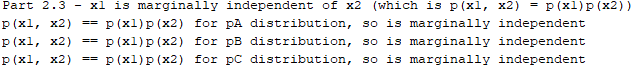 Part 2.3 - x1 is marginally independent of x2 (which is p(x1, x2) = p(x1)p(x2))
p(x1, x2) == p(x1)p(x2) for pA distribution, so is marginally independent
p(x1, x2) == p(x1)p(x2) for pB distribution, so is marginally independent
p(x1, x2) == p(x1)p(x2) for pC distribution, so is marginally independent